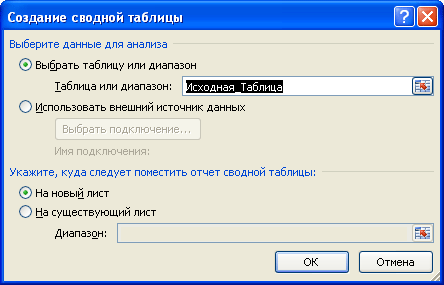 Создание сводной таблицы
Выберите данные для анализа
Выбрать таблицу или диапазон
Таблица или диапазон: Исходная_Таблица
Использовать внешний источник данных
Выбрать подключение...
Имя подключения:
Укажите, куда следует поместить отчет сводной таблицы:
На новый лист
На существующий лист
Диапазон:
ОК Отмена